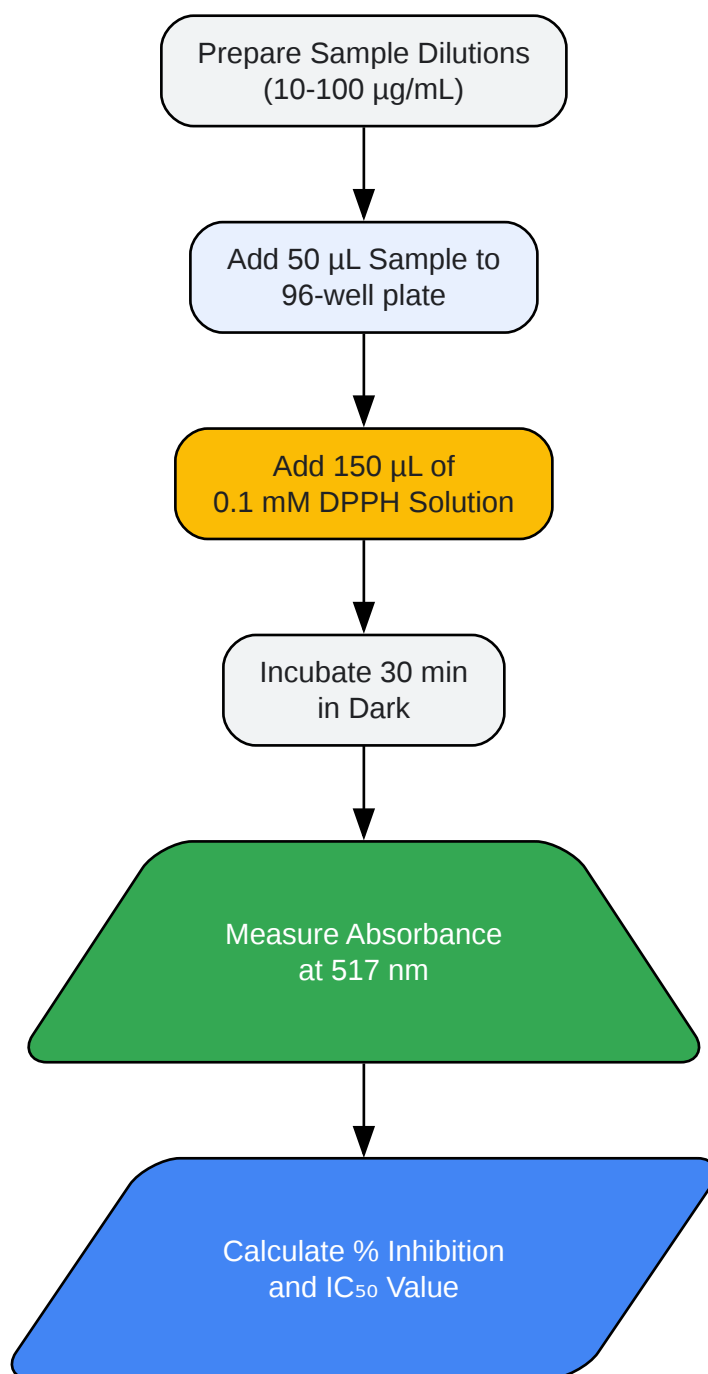 Prepare Sample Dilutions
(10-100 µg/mL)
Add 50 µL Sample to
96-well plate
Add 150 µL of
0.1 mM DPPH Solution
Incubate 30 min
in Dark
Measure Absorbance
at 517 nm
Calculate % Inhibition
and IC₅₀ Value